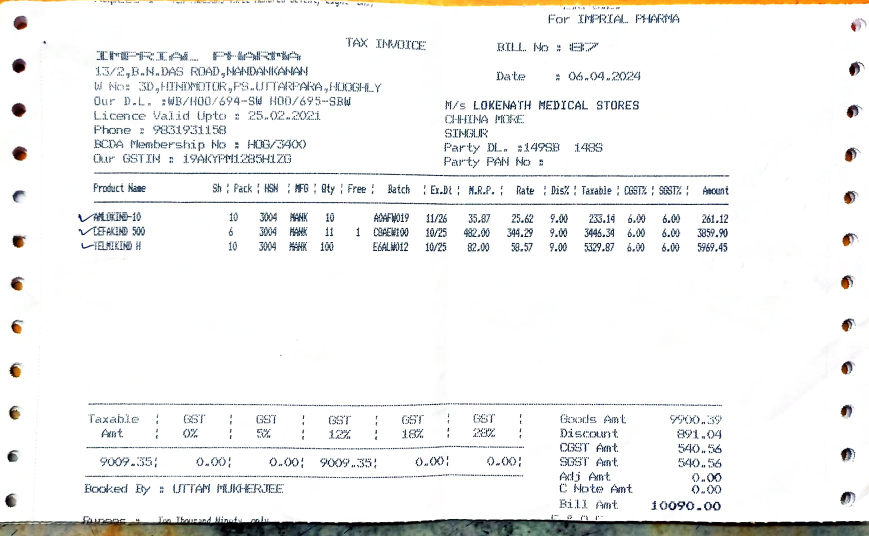 For IMPRIAL PHARMA
TAX INVOICE
BILL No : 87
IMPRIAL PHARMA
13/2,B.N.DAS ROAD,NANDANKANAN
Date : 06.04.2024
W No: 3D,HINDMOTOR,PS.UTTARPARA,HOOGHLY
Our D.L. :WB/HOO/694-SW HOO/695-SBW
M/s LOKENATH MEDICAL STORES
Licence Valid Upto : 25.02.2021
CHHINA MORE
Phone : 9831931158
SINGUR
BCDA Membership No : HOG/3400
Party DL. :149SB 148S
Our GSTIN : 19AKYPM1285H1ZG
Party PAN No :
Product Name Sh | Pack | HSN | MFG | Qty | Free | Batch | Ex.Dt | M.R.P. | Rate | Dis% | Taxable | CGST% | SGST% | Amount
AMLOKIND-10 10 3004 MANK 10 AOAFW019 11/26 35.87 25.62 9.00 233.14 6.00 6.00 261.12
CEFAKIND 500 6 3004 MANK 11 1 C8AEW100 10/25 482.00 344.29 9.00 3446.34 6.00 6.00 3859.90
TELMIKIND H 10 3004 MANK 100 E6ALW012 10/25 82.00 58.57 9.00 5329.87 6.00 6.00 5969.45
Taxable | GST | GST | GST | GST | GST |
Amt | 0% | 5% | 12% | 18% | 28% |
9009.35| 0.00| 0.00| 9009.35| 0.00| 0.00|
Goods Amt 9900.39
Discount 891.04
CGST Amt 540.56
SGST Amt 540.56
Adj Amt 0.00
C Note Amt 0.00
Bill Amt 10090.00
Booked By : UTTAM MUKHERJEE
Rupees : Ten Thousand Ninety only
E & O E